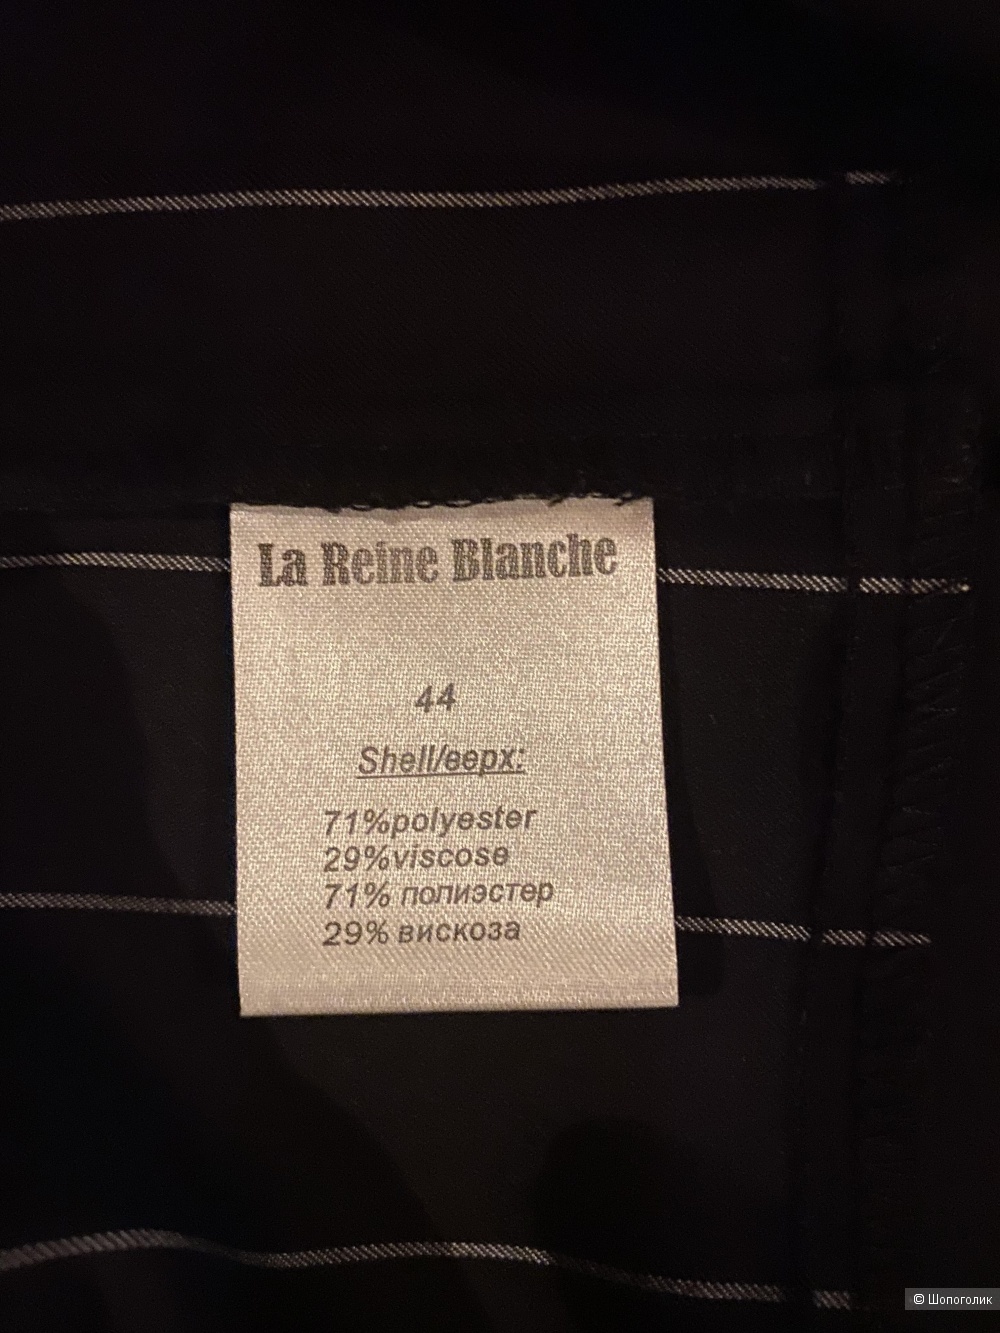 La Reine Blanche
44
Shell/верх:
71%polyester
29%viscose
71% полиэстер
29% вискоза
© Шопоголик